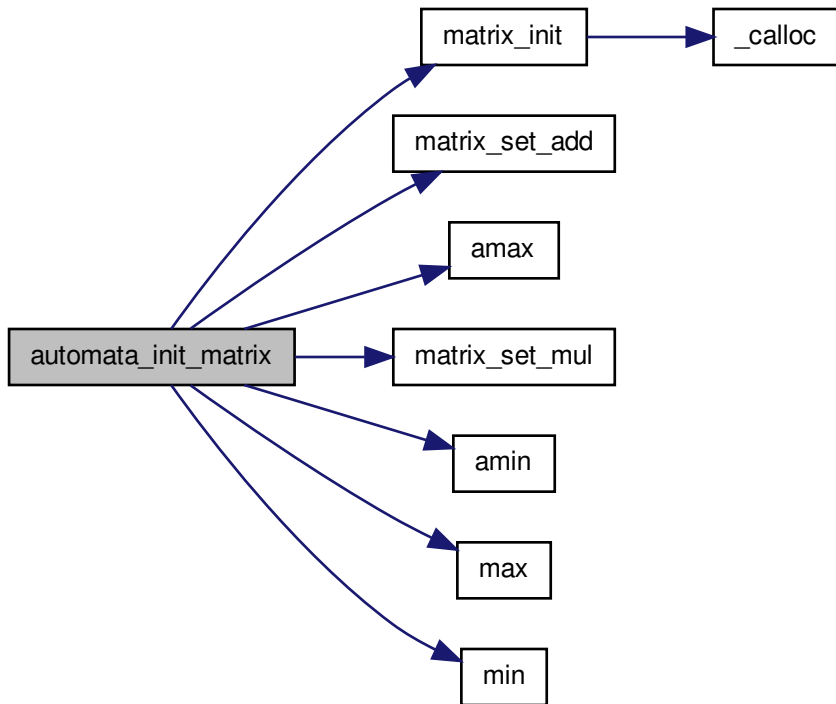 matrix_init
_calloc
matrix_set_add
amax
automata_init_matrix
matrix_set_mul
amin
max
min